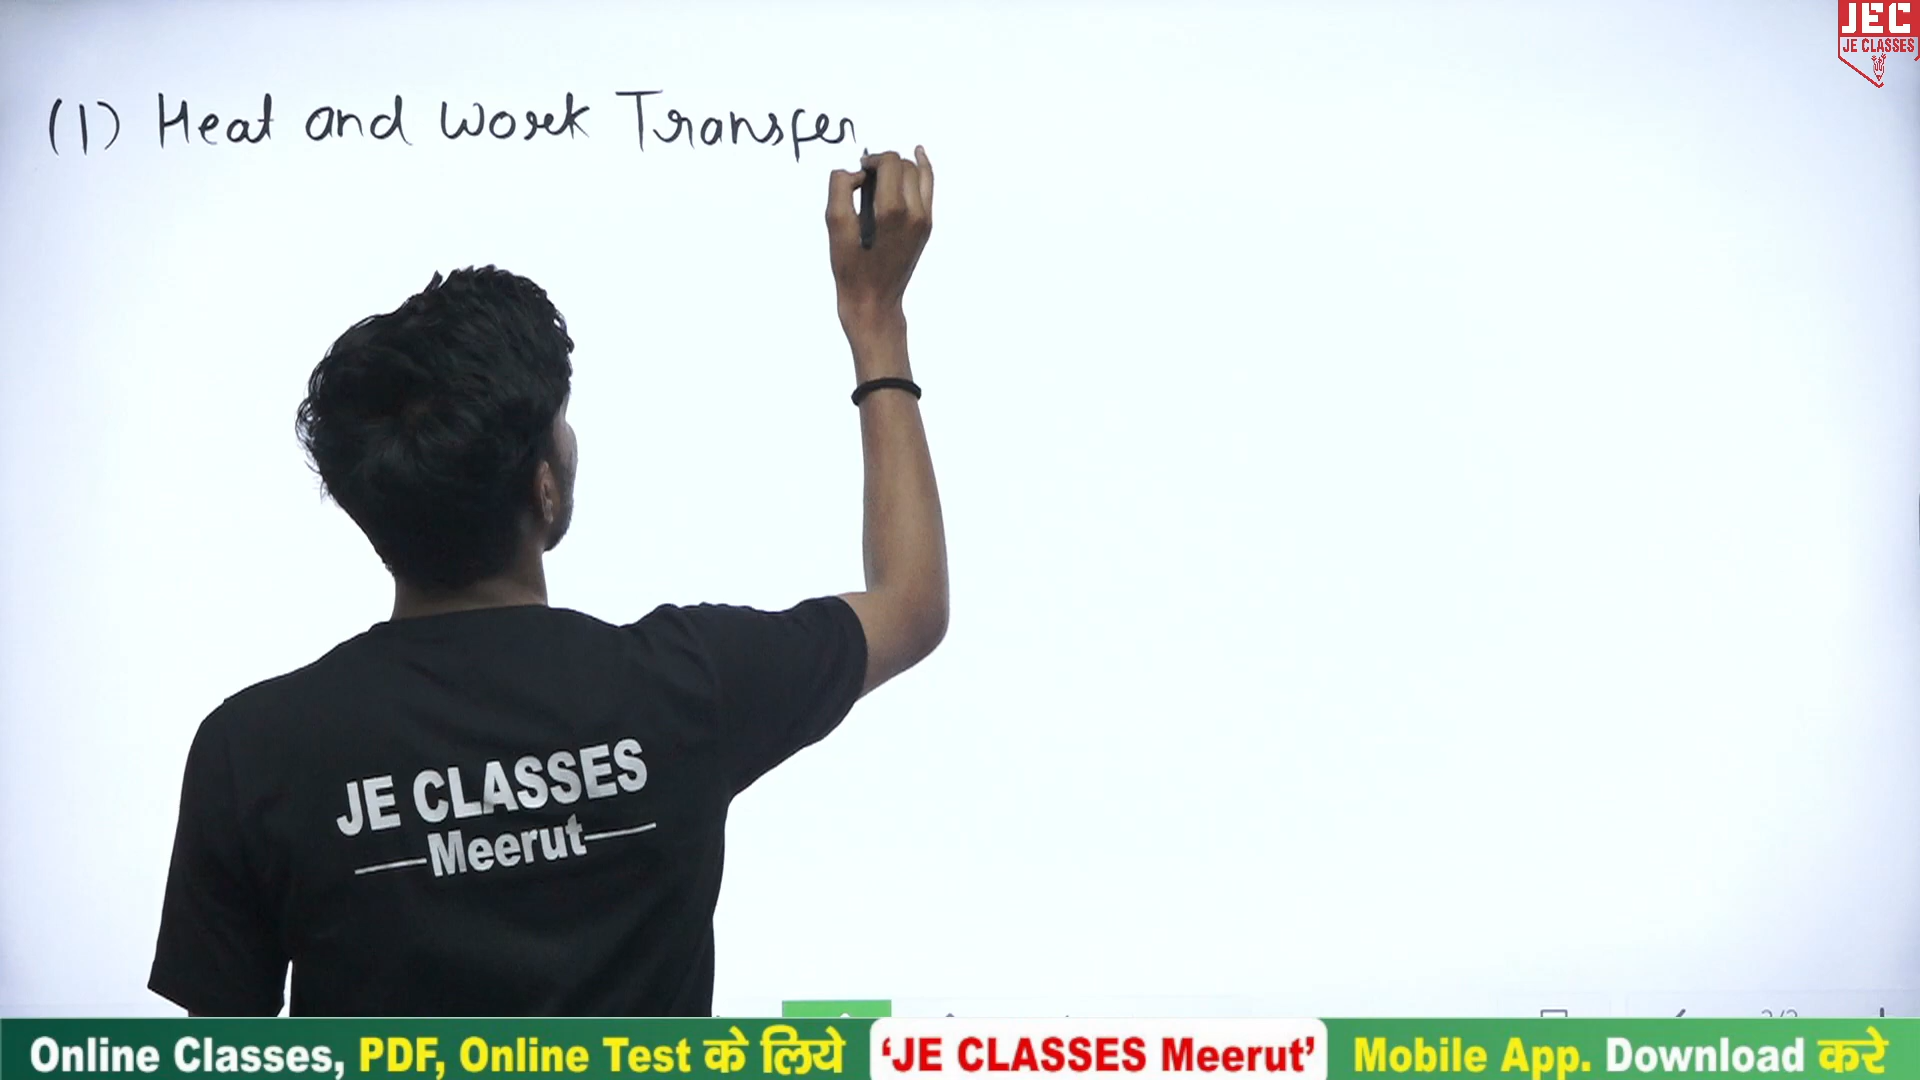 JEC
JE CLASSES
(1) Heat and Work Transfer
JE CLASSES
Meerut
Online Classes, PDF, Online Test के लिये 'JE CLASSES Meerut' Mobile App. Download करे